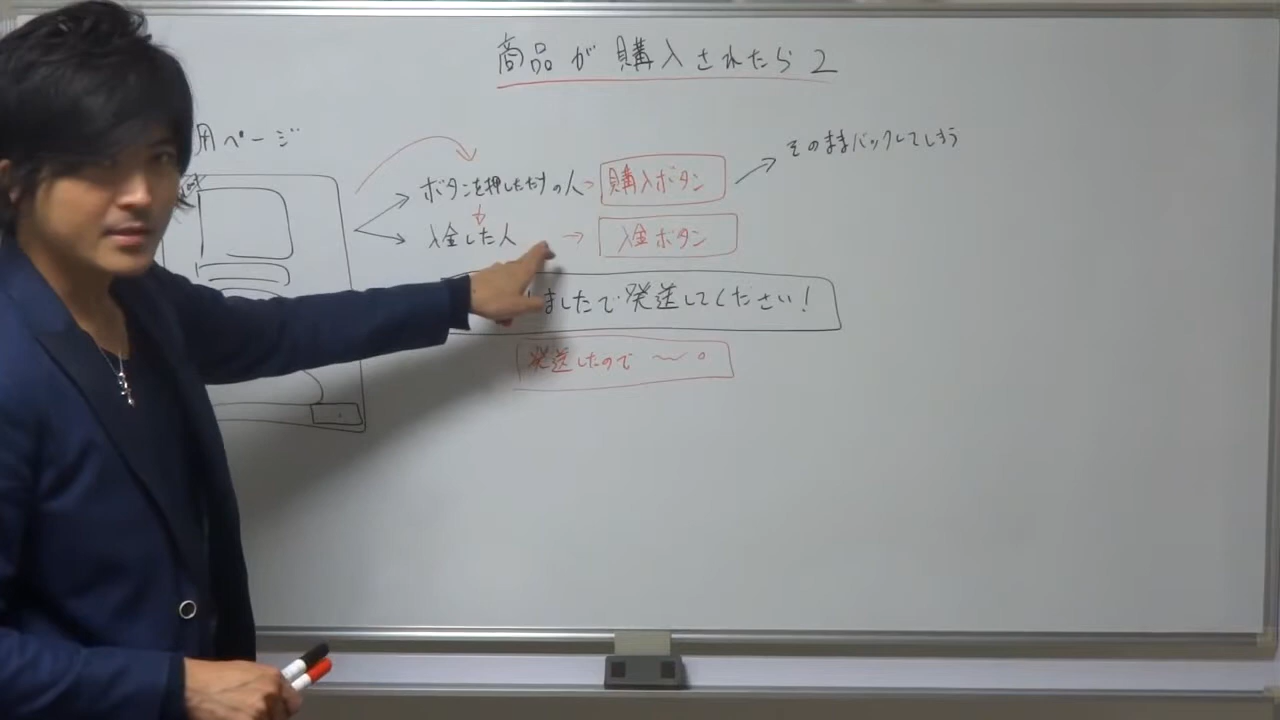 商品が購入されたら2
用ページ
そのままバックしてしまう
ボタンを押しただけの人→購入ボタン
入金した人 → 入金ボタン
しましたで発送してください!
発送したので 〜。